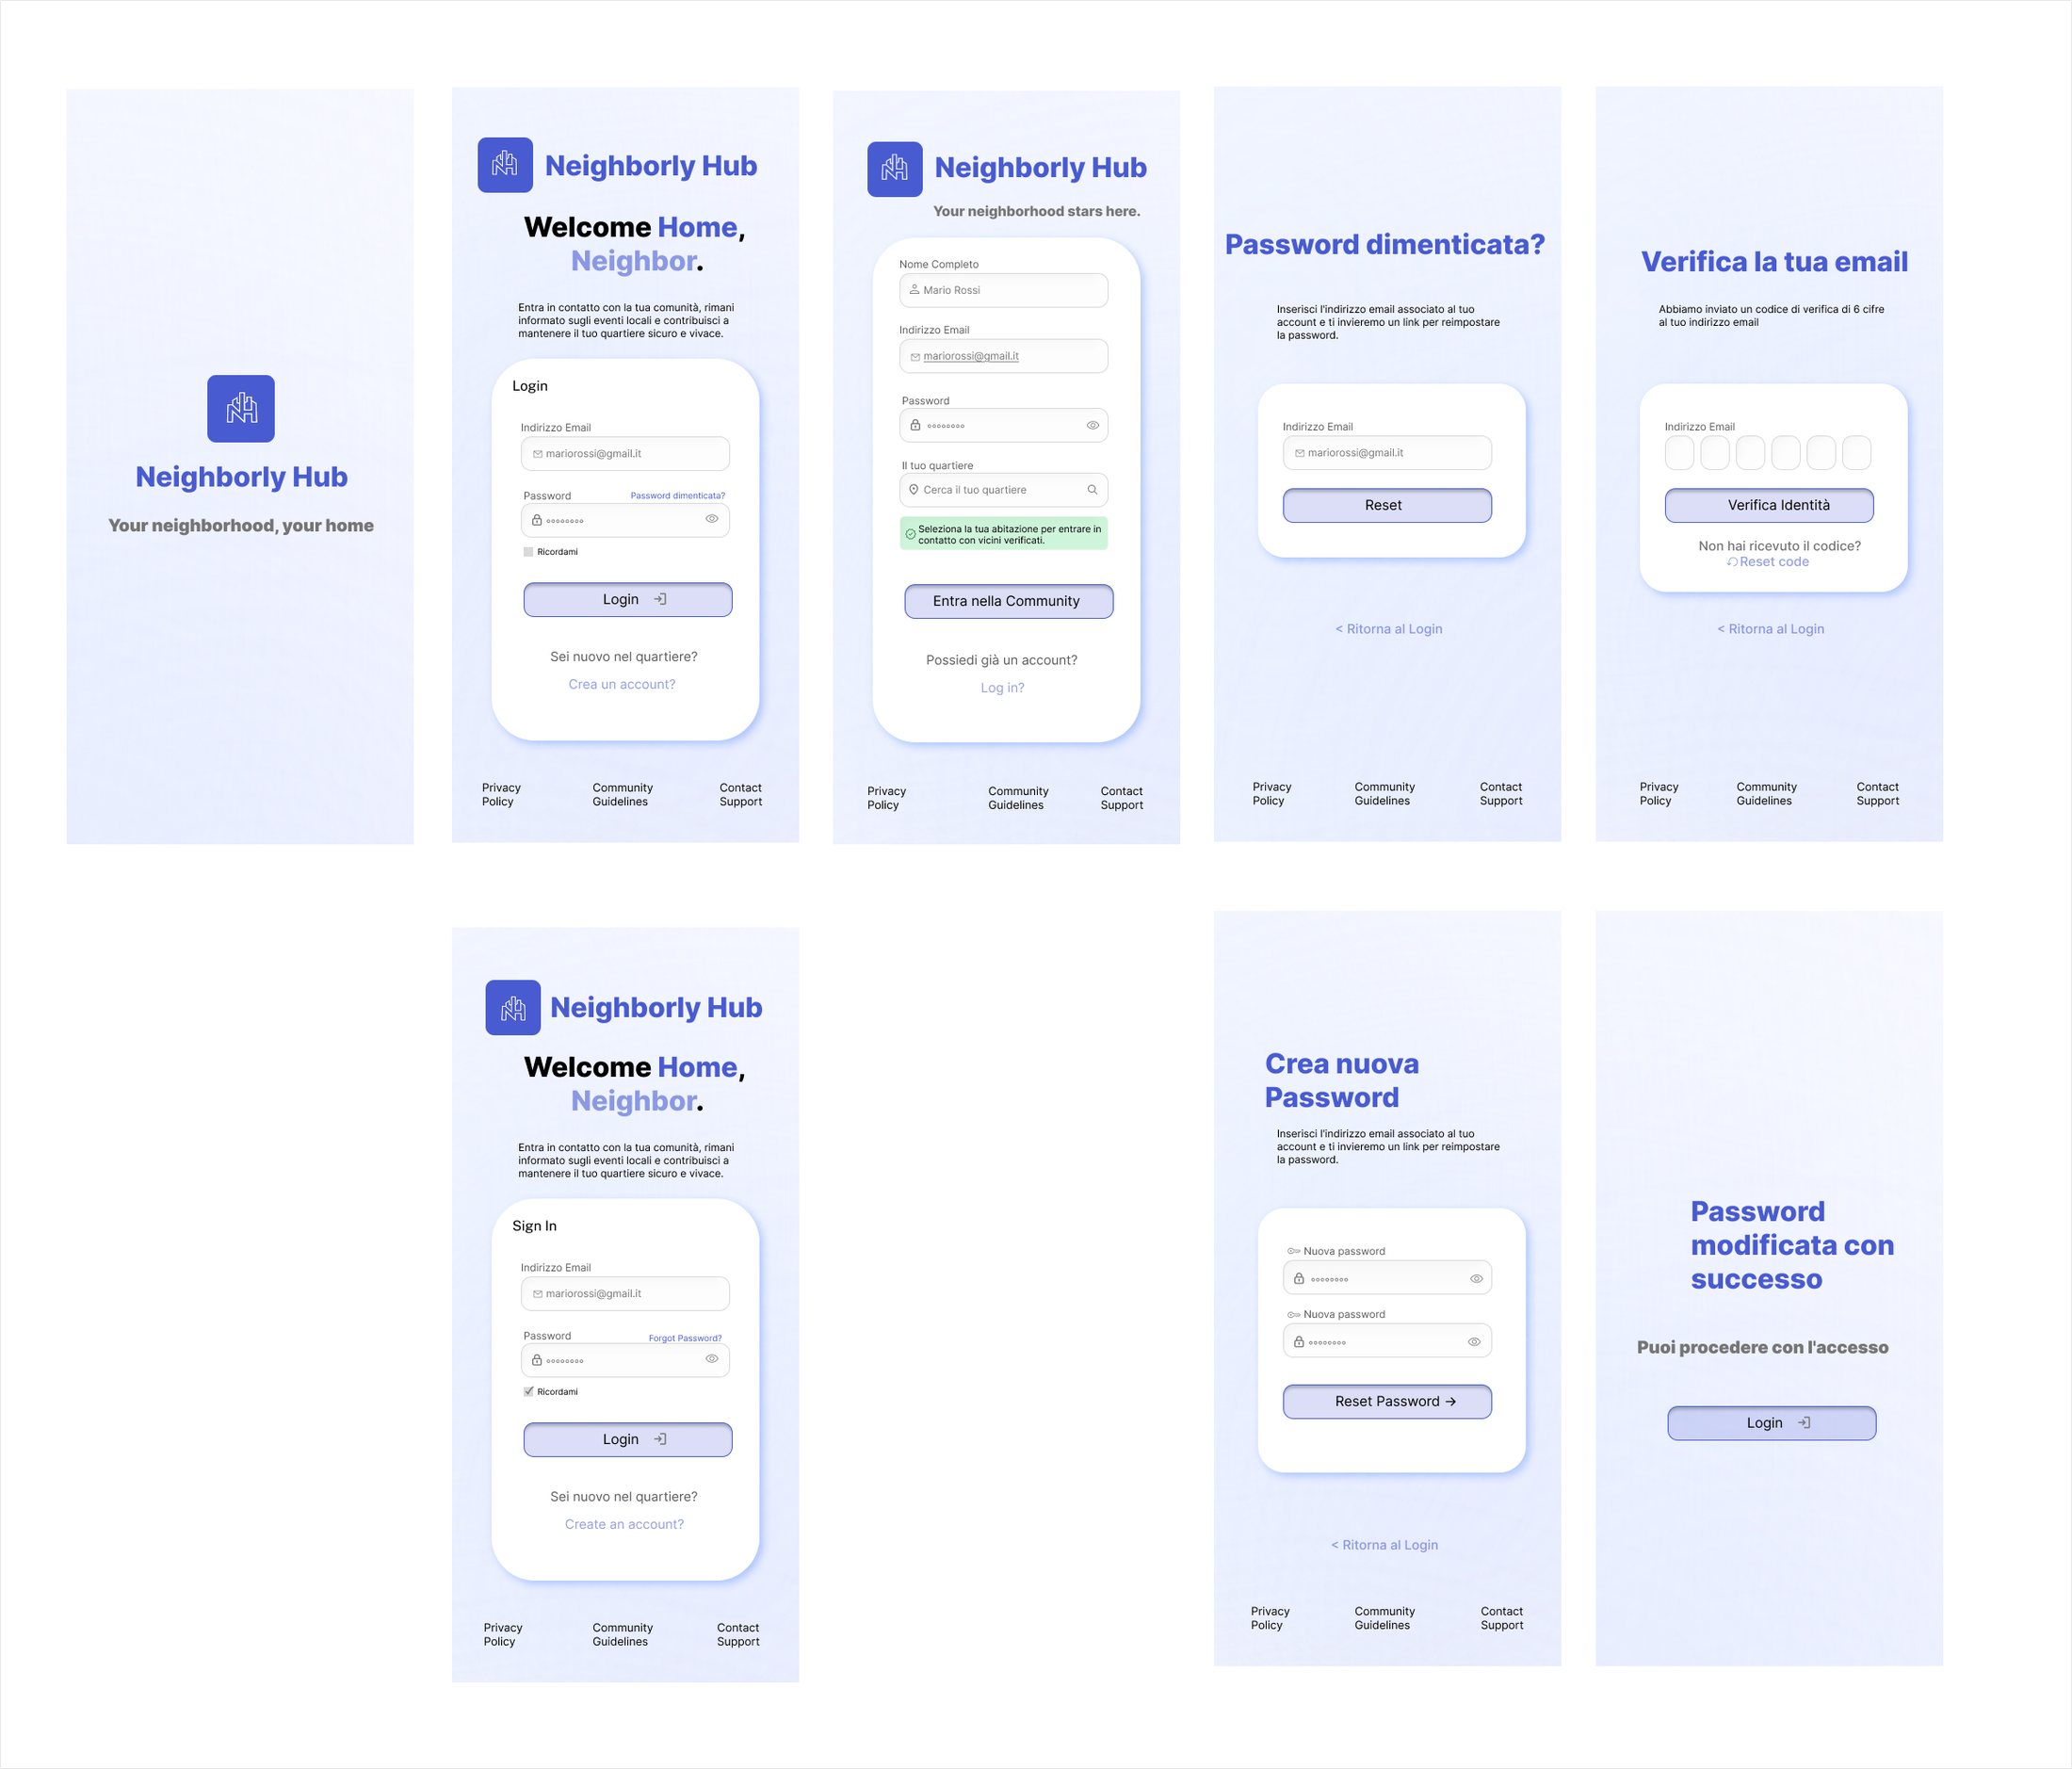 Neighborly Hub
Your neighborhood, your home
Neighborly Hub
Welcome Home,
Neighbor.
Entra in contatto con la tua comunità, rimani
informato sugli eventi locali e contribuisci a
mantenere il tuo quartiere sicuro e vivace.
Login
Indirizzo Email
mariorossi@gmail.it
Password
Password dimenticata?
Ricordami
Login
Sei nuovo nel quartiere?
Crea un account?
Privacy
Policy
Community
Guidelines
Contact
Support
Neighborly Hub
Your neighborhood stars here.
Nome Completo
Mario Rossi
Indirizzo Email
mariorossi@gmail.it
Password
Il tuo quartiere
Cerca il tuo quartiere
Seleziona la tua abitazione per entrare in
contatto con vicini verificati.
Entra nella Community
Possiedi già un account?
Log in?
Privacy
Policy
Community
Guidelines
Contact
Support
Password dimenticata?
Inserisci l'indirizzo email associato al tuo
account e ti invieremo un link per reimpostare
la password.
Indirizzo Email
mariorossi@gmail.it
Reset
< Ritorna al Login
Privacy
Policy
Community
Guidelines
Contact
Support
Verifica la tua email
Abbiamo inviato un codice di verifica di 6 cifre
al tuo indirizzo email
Indirizzo Email
Verifica Identità
Non hai ricevuto il codice?
Reset code
< Ritorna al Login
Privacy
Policy
Community
Guidelines
Contact
Support
Neighborly Hub
Welcome Home,
Neighbor.
Entra in contatto con la tua comunità, rimani
informato sugli eventi locali e contribuisci a
mantenere il tuo quartiere sicuro e vivace.
Sign In
Indirizzo Email
mariorossi@gmail.it
Password
Forgot Password?
Ricordami
Login
Sei nuovo nel quartiere?
Create an account?
Privacy
Policy
Community
Guidelines
Contact
Support
Crea nuova
Password
Inserisci l'indirizzo email associato al tuo
account e ti invieremo un link per reimpostare
la password.
Nuova password
Nuova password
Reset Password →
< Ritorna al Login
Privacy
Policy
Community
Guidelines
Contact
Support
Password
modificata con
successo
Puoi procedere con l'accesso
Login